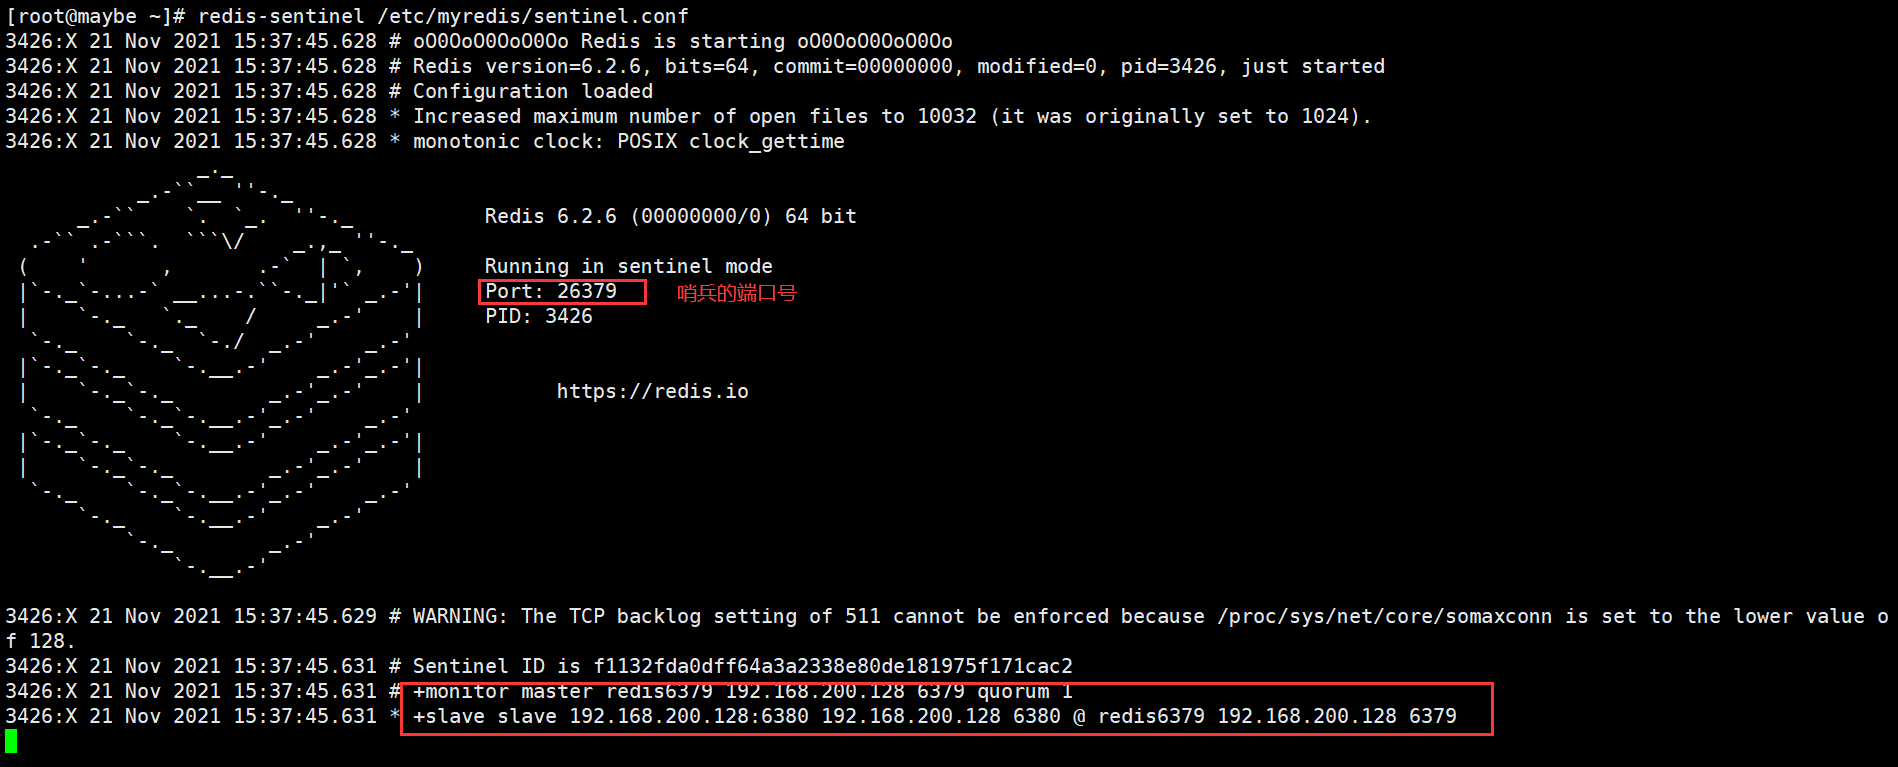 [root@maybe ~]# redis-sentinel /etc/myredis/sentinel.conf
3426:X 21 Nov 2021 15:37:45.628 # oO0OoO0OoO0Oo Redis is starting oO0OoO0OoO0Oo
3426:X 21 Nov 2021 15:37:45.628 # Redis version=6.2.6, bits=64, commit=00000000, modified=0, pid=3426, just started
3426:X 21 Nov 2021 15:37:45.628 # Configuration loaded
3426:X 21 Nov 2021 15:37:45.628 * Increased maximum number of open files to 10032 (it was originally set to 1024).
3426:X 21 Nov 2021 15:37:45.628 * monotonic clock: POSIX clock_gettime
Redis 6.2.6 (00000000/0) 64 bit
Running in sentinel mode
Port: 26379 哨兵的端口号
PID: 3426
https://redis.io
3426:X 21 Nov 2021 15:37:45.629 # WARNING: The TCP backlog setting of 511 cannot be enforced because /proc/sys/net/core/somaxconn is set to the lower value o
f 128.
3426:X 21 Nov 2021 15:37:45.631 # Sentinel ID is f1132fda0dff64a3a2338e80de181975f171cac2
3426:X 21 Nov 2021 15:37:45.631 # +monitor master redis6379 192.168.200.128 6379 quorum 1
3426:X 21 Nov 2021 15:37:45.631 * +slave slave 192.168.200.128:6380 192.168.200.128 6380 @ redis6379 192.168.200.128 6379